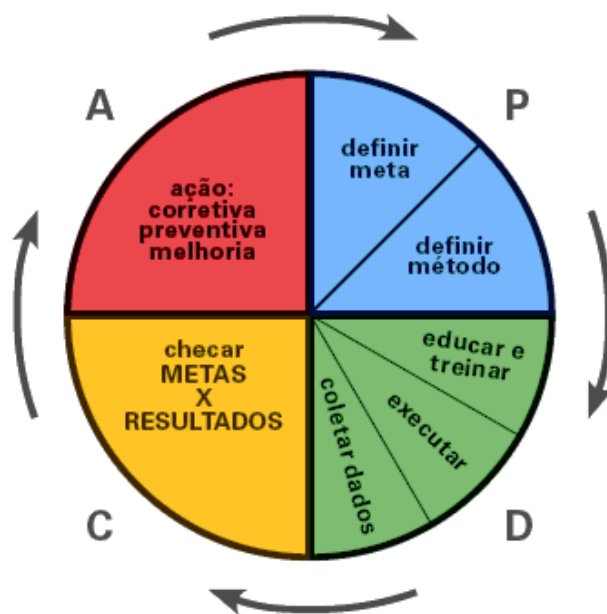 A
P
definir
meta
definir
método
ação:
corretiva
preventiva
melhoria
educar e
treinar
executar
coletar dados
checar
METAS
X
RESULTADOS
C
D